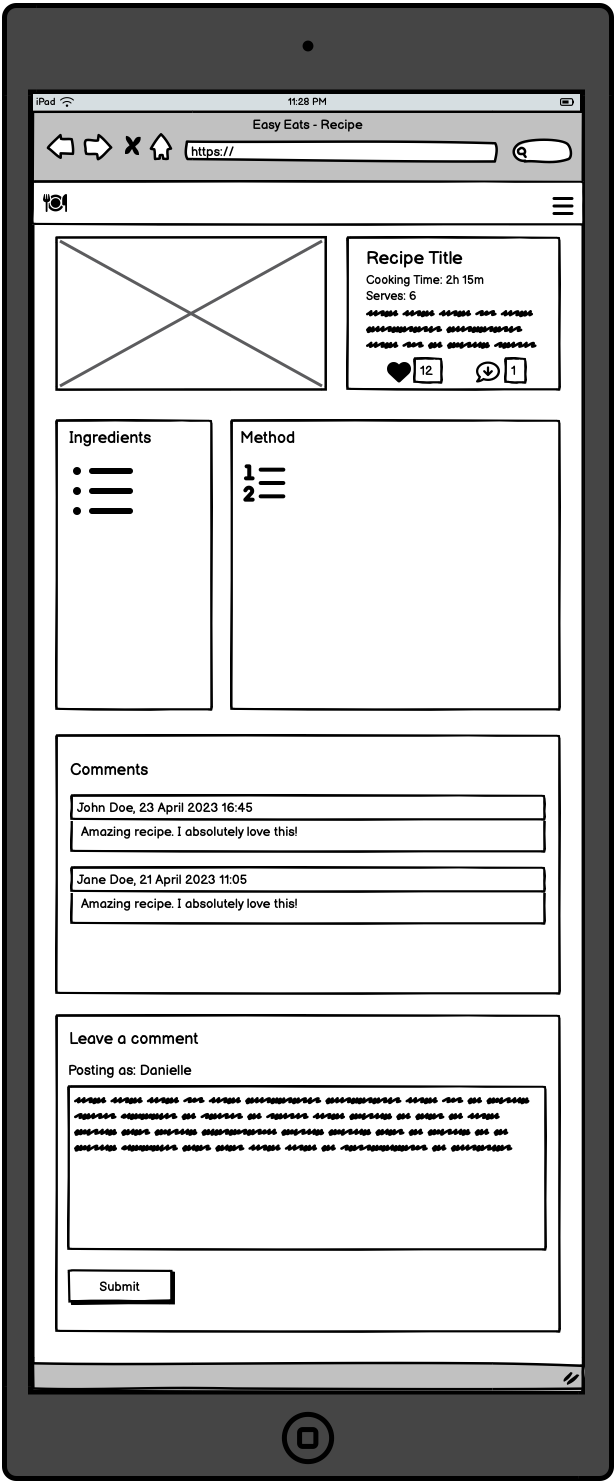 iPad
11:28 PM
Easy Eats - Recipe
https://
Recipe Title
Cooking Time: 2h 15m
Serves: 6
12
1
Ingredients
Method
1
2
Comments
John Doe, 23 April 2023 16:45
Amazing recipe. I absolutely love this!
Jane Doe, 21 April 2023 11:05
Amazing recipe. I absolutely love this!
Leave a comment
Posting as: Danielle
Submit